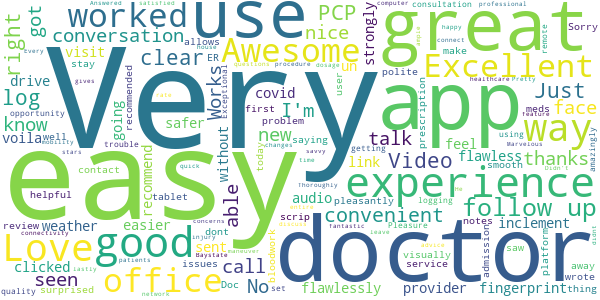 worked use PCP great
right got conversation nice strongly
drive visit clear Awesome un polite
log stay allows ER Works user make
know going safer covid I'm app Excellent
voila well without new talk Just face way
Very
easy
recommend recommended first problem saying
Answered satisfied Every opportunity
computer consultation professional happy connect remote Sorry
healthcare Pretty feature meds
prescription feel using Marvelous amazingly
link Video flawless thanks smooth
experience
able audio convenient follow up
helpful contact tablet easier scrip
review weather dont pleasantly logging
Love good sent call visually notes inclement
clicked issues No provider admission platform
seen office Doc flawlessly service fingerprint
quality surprised doctor saw away wrote thing
stars trouble quick today time getting
connectivity concerns injury Baystate patients
network bloodwork set fantastic Pleasure
Thoroughly changes savvy questions procedure dosage
Exceptional house gives mobility didnt